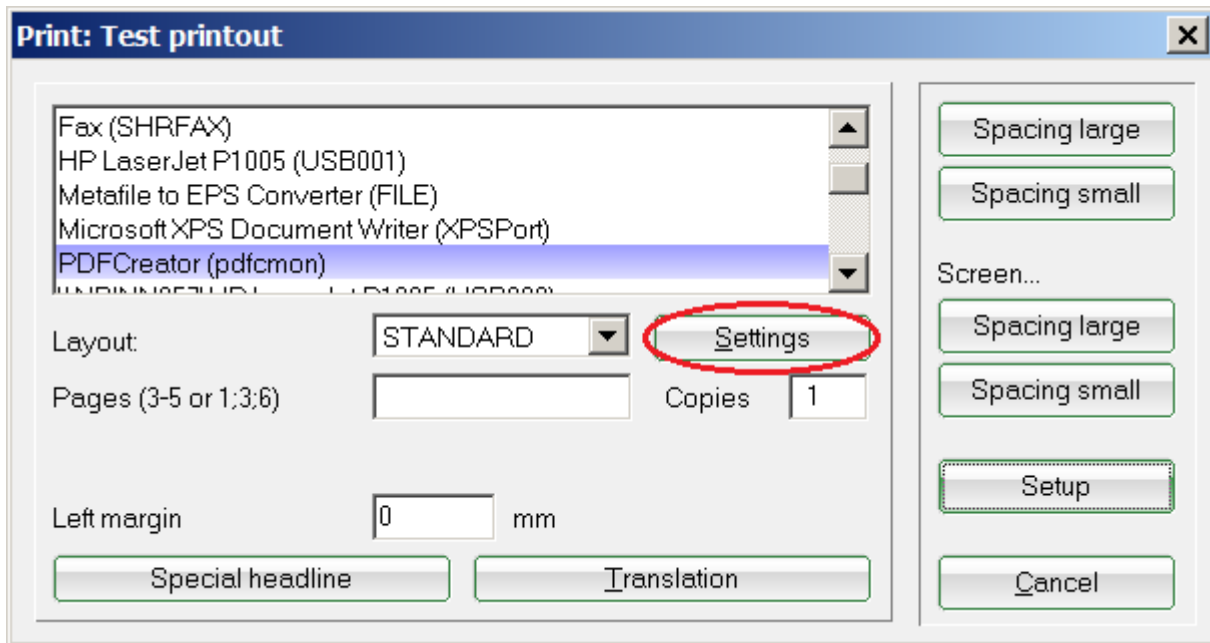 Print: Test printout
Fax (SHRFAX)
HP LaserJet P1005 (USB001)
Metafile to EPS Converter (FILE)
Microsoft XPS Document Writer (XPSPort)
PDFCreator (pdfcmon)
Layout:
STANDARD
Settings
Pages (3-5 or 1;3;6)
Copies
1
Left margin
0
mm
Special headline
Translation
Spacing large
Spacing small
Screen...
Spacing large
Spacing small
Setup
Cancel